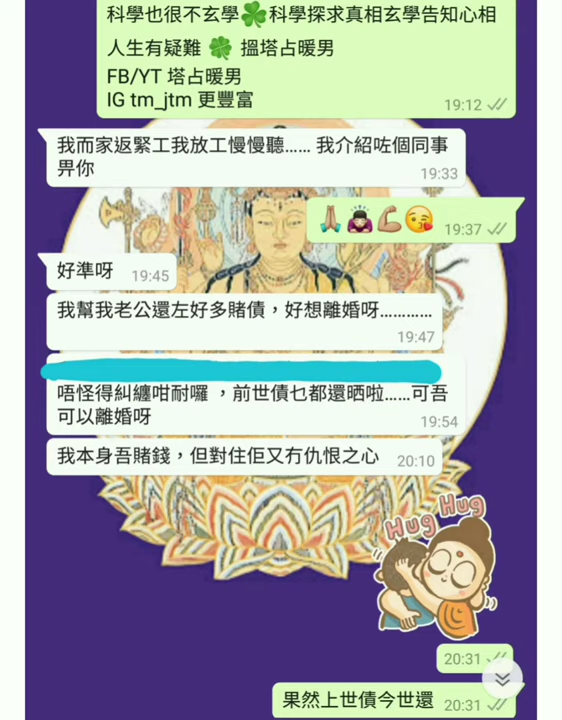 科學也很不玄學🍀科學探求真相玄學告知心相
人生有疑難 🍀 搵塔占暖男
FB/YT 塔占暖男
IG tm_jtm 更豐富
19:12
我而家返緊工我放工慢慢聽…… 我介紹咗個同事
畀你
19:33
🙏🏽🙇🏻‍♂️💪🏽😘
19:37
好準呀
19:45
我幫我老公還左好多賭債，好想離婚呀…………
19:47
唔怪得糾纏咁耐囉 ，前世債乜都還晒啦……可吾
可以離婚呀
19:54
我本身吾賭錢，但對住佢又冇仇恨之心
20:10
Hug Hug
20:31
果然上世債今世還
20:31